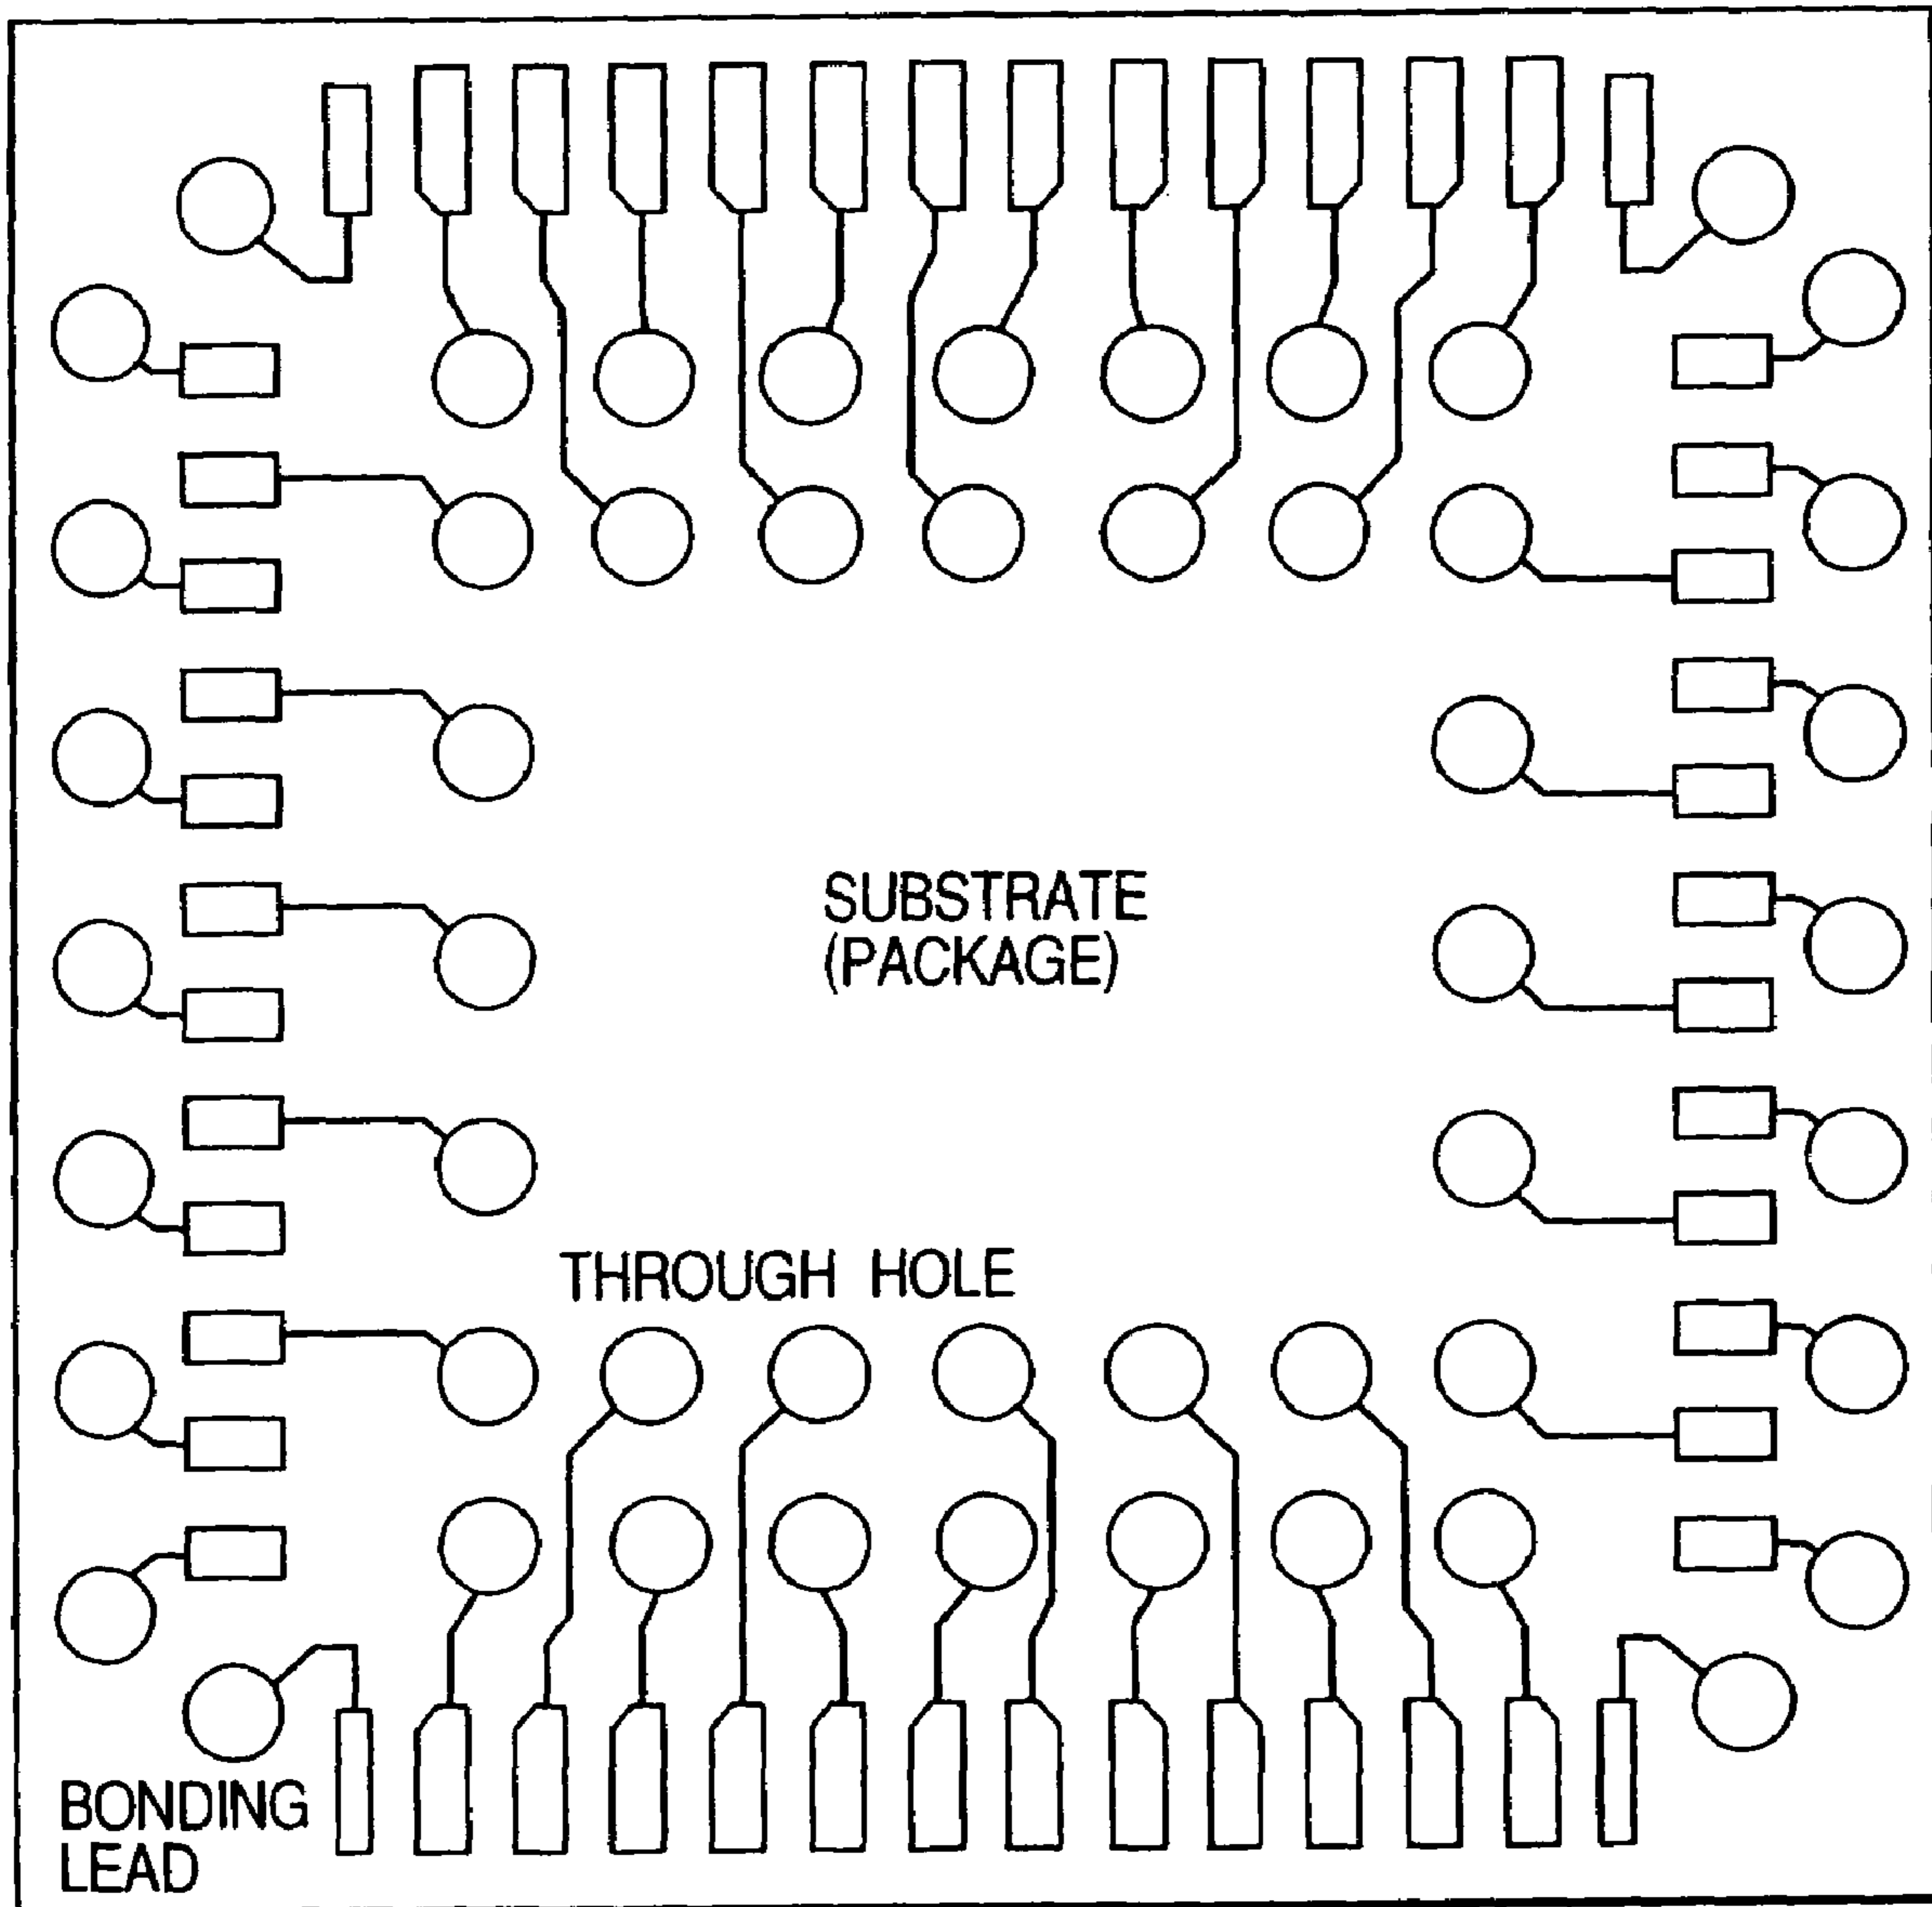 SUBSTRATE
(PACKAGE)
THROUGH HOLE
BONDING
LEAD